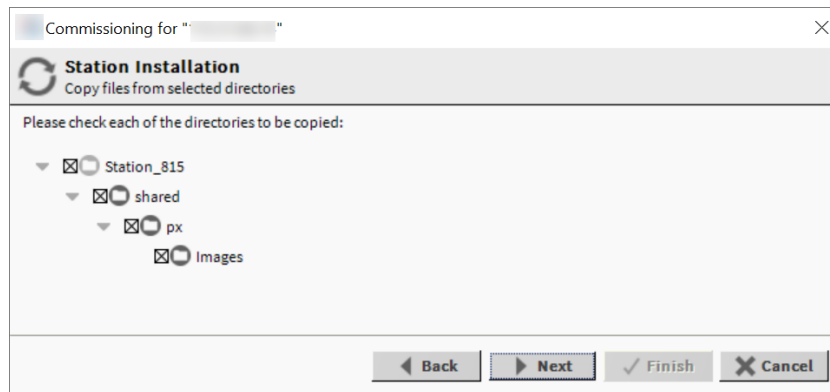 Commissioning for " "
Station Installation
Copy files from selected directories
Please check each of the directories to be copied:
Station_815
shared
px
Images
Back Next Finish Cancel